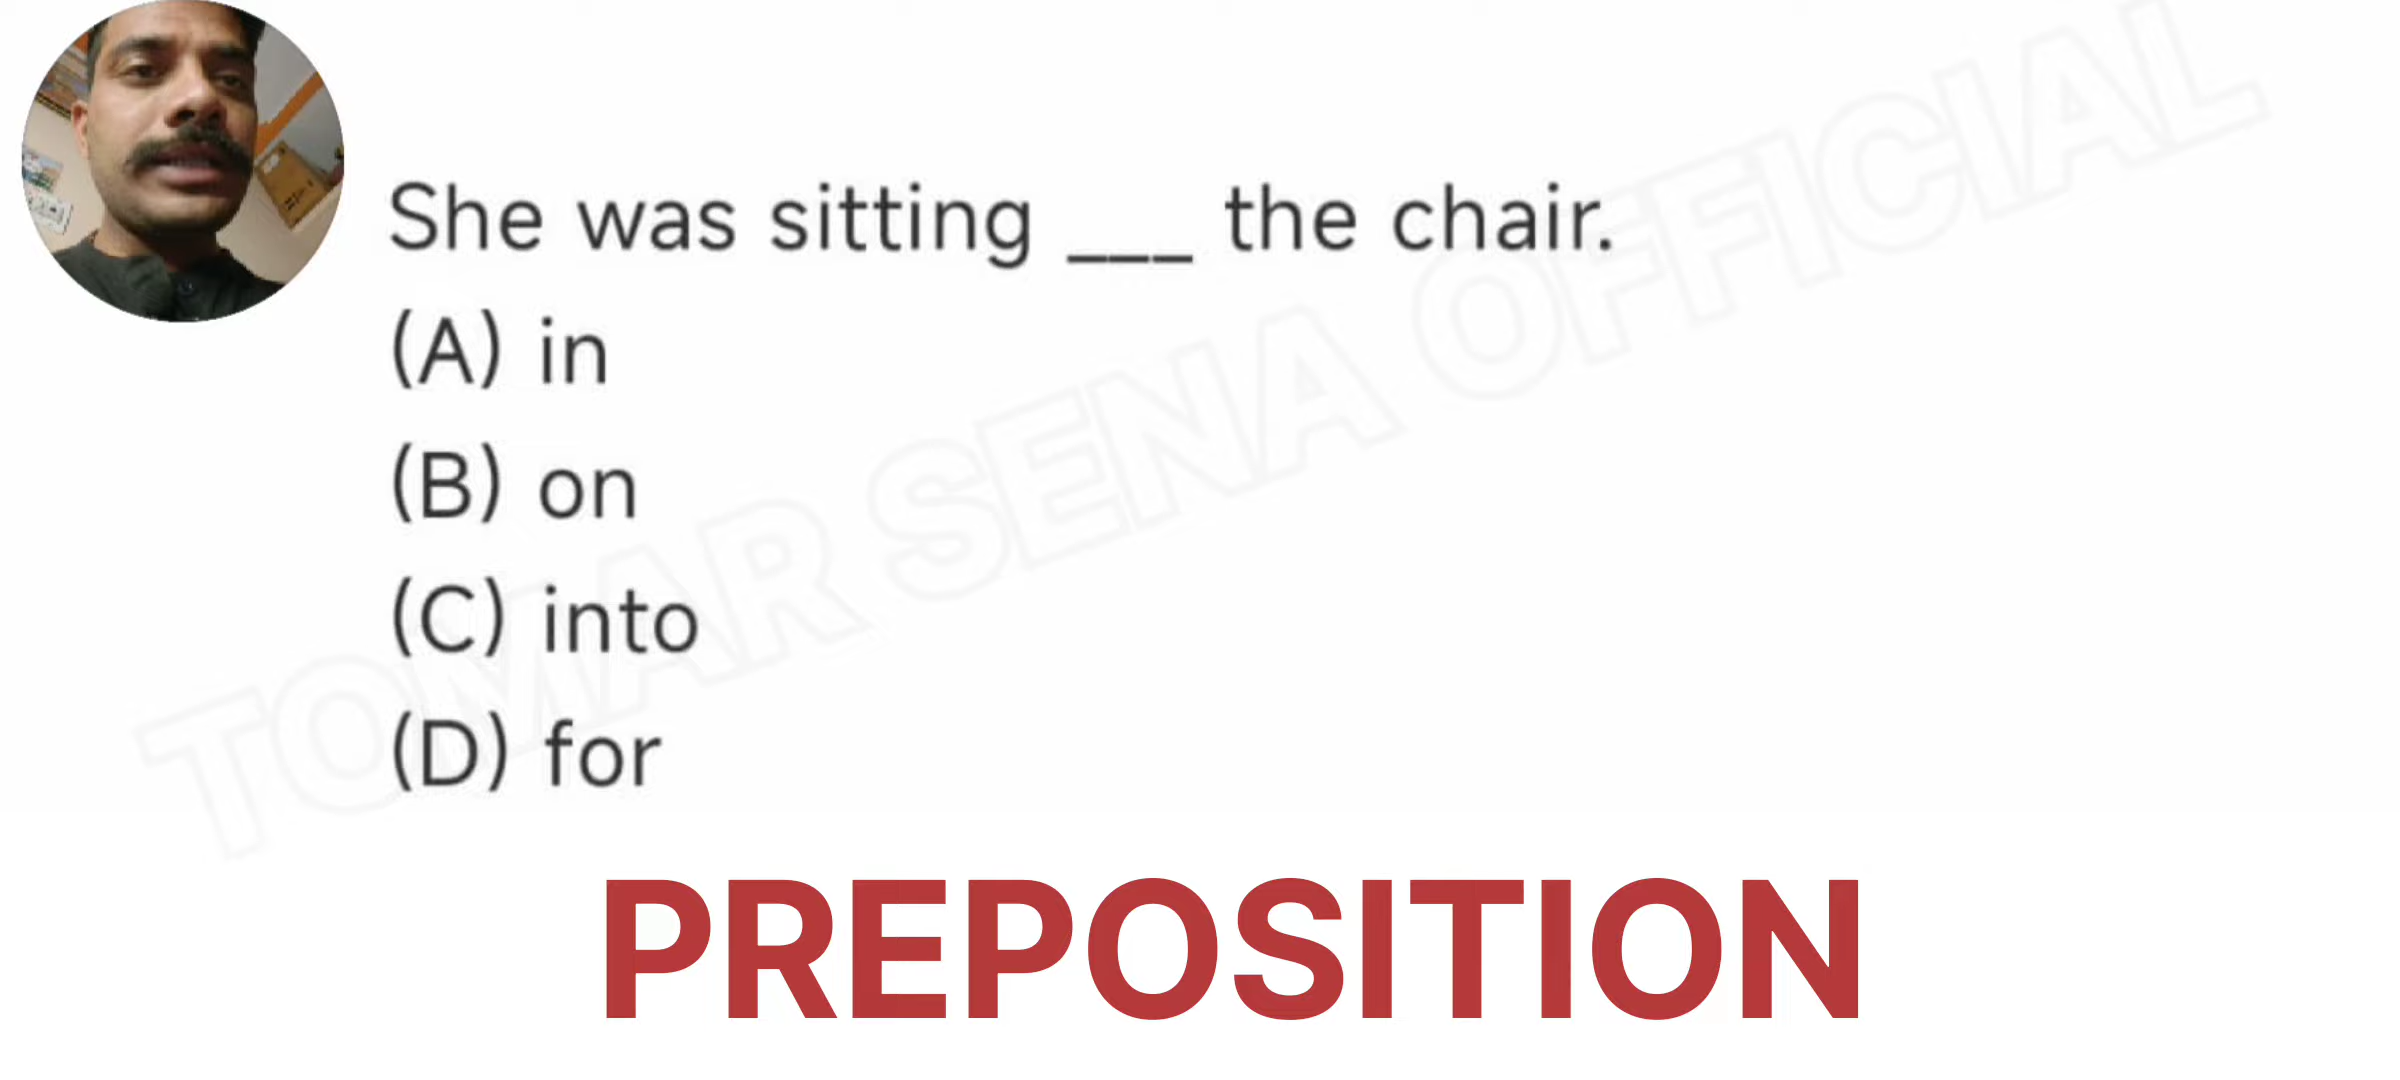 She was sitting ___ the chair.
(A) in
(B) on
(C) into
(D) for
TOMAR SENA OFFICIAL
PREPOSITION